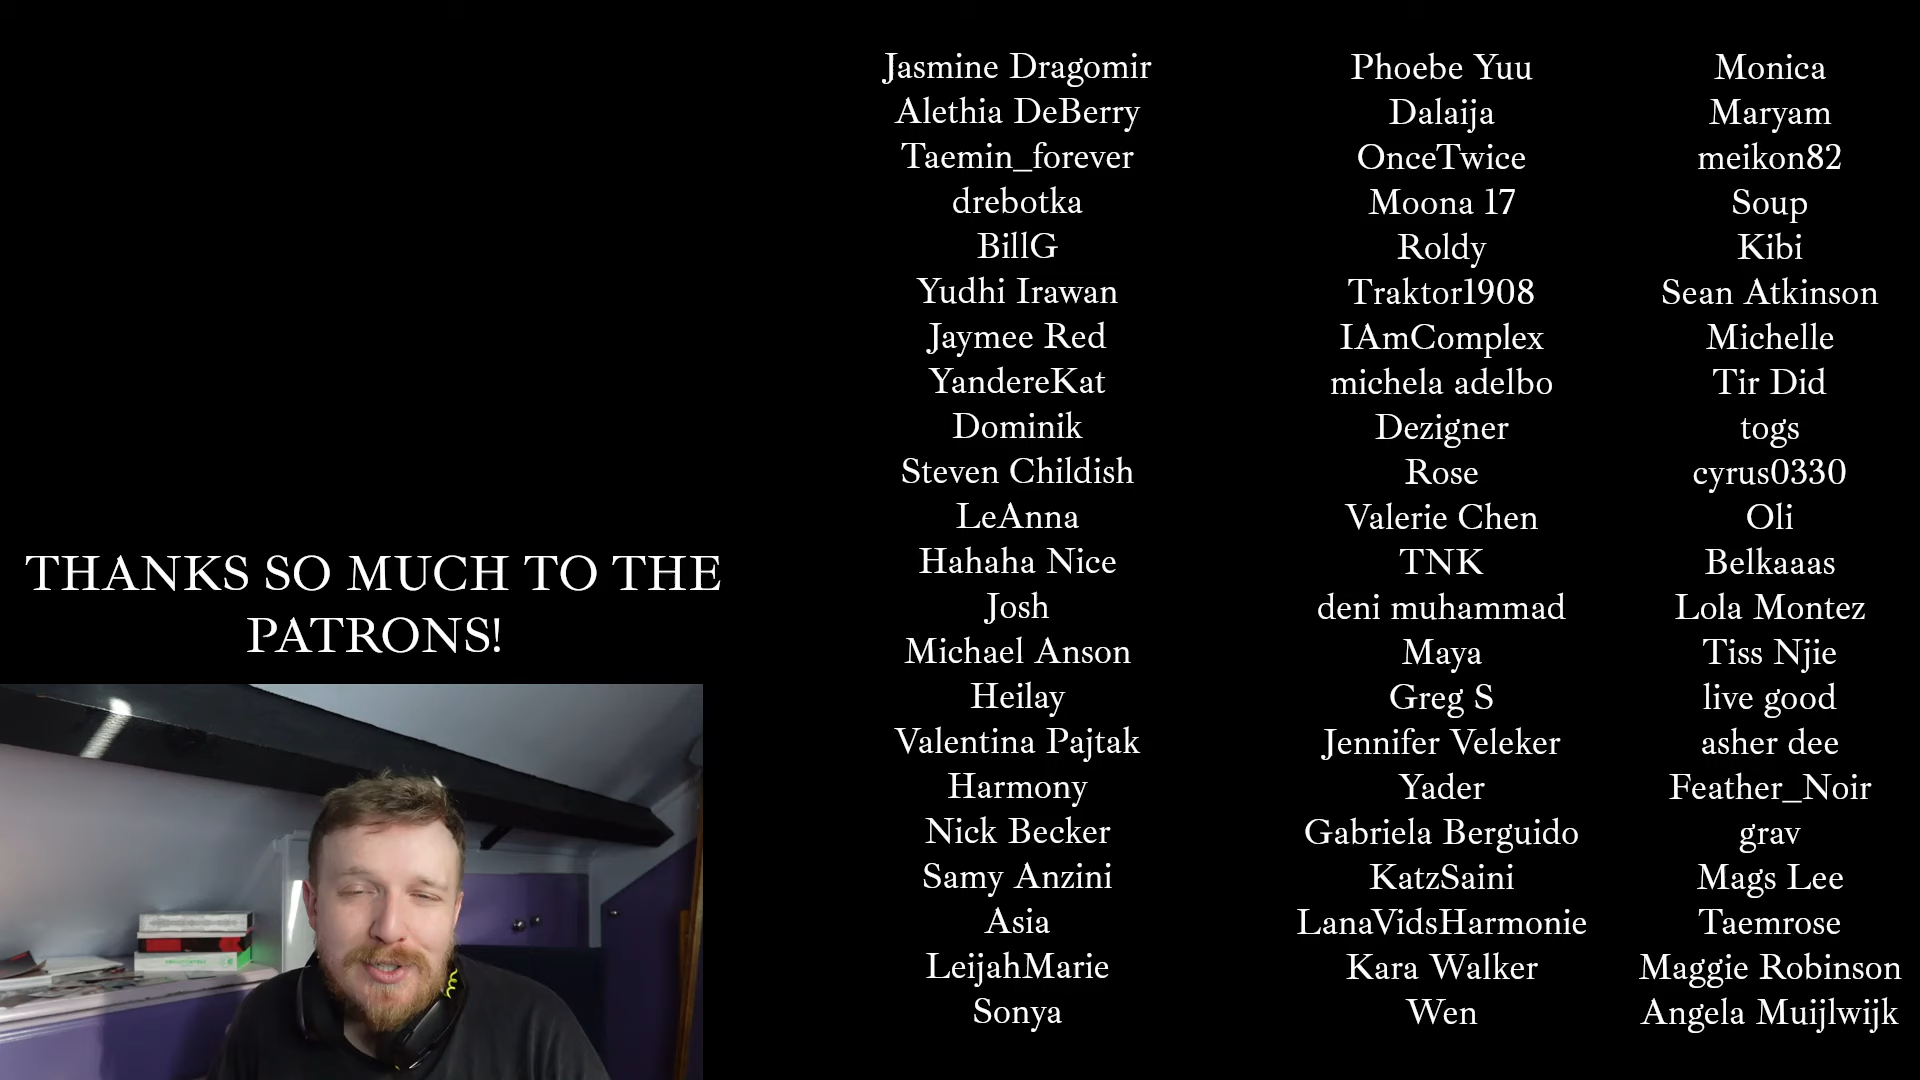 THANKS SO MUCH TO THE
PATRONS!
Jasmine Dragomir
Alethia DeBerry
Taemin_forever
drebotka
BillG
Yudhi Irawan
Jaymee Red
YandereKat
Dominik
Steven Childish
LeAnna
Hahaha Nice
Josh
Michael Anson
Heilay
Valentina Pajtak
Harmony
Nick Becker
Samy Anzini
Asia
LeijahMarie
Sonya
Phoebe Yuu
Dalaija
OnceTwice
Moona 17
Roldy
Traktor1908
IAmComplex
michela adelbo
Dezigner
Rose
Valerie Chen
TNK
deni muhammad
Maya
Greg S
Jennifer Veleker
Yader
Gabriela Berguido
KatzSaini
LanaVidsHarmonie
Kara Walker
Wen
Monica
Maryam
meikon82
Soup
Kibi
Sean Atkinson
Michelle
Tir Did
togs
cyrus0330
Oli
Belkaaas
Lola Montez
Tiss Njie
live good
asher dee
Feather_Noir
grav
Mags Lee
Taemrose
Maggie Robinson
Angela Muijlwijk